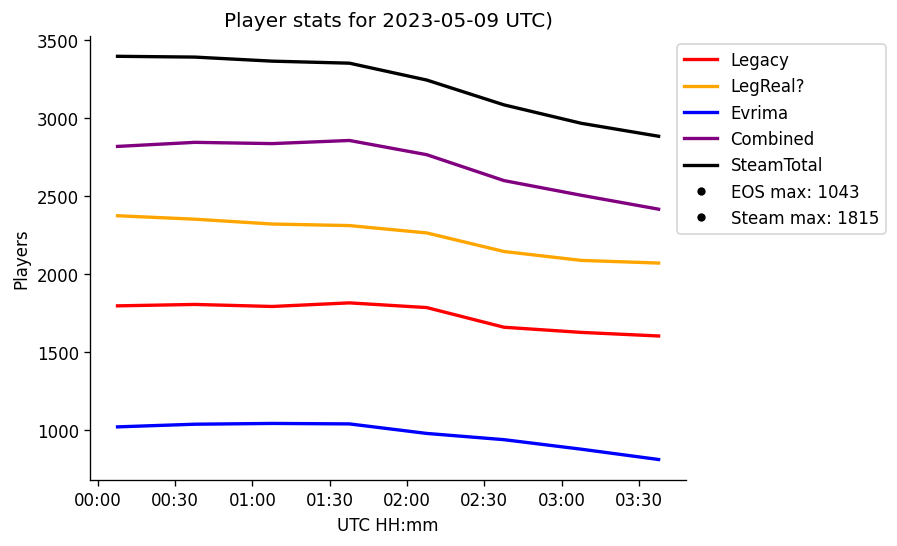 Player stats for 2023-05-09 UTC)
3500
3000
2500
2000
1500
1000
Players
00:00 00:30 01:00 01:30 02:00 02:30 03:00 03:30
UTC HH:mm
Legacy
LegReal?
Evrima
Combined
SteamTotal
EOS max: 1043
Steam max: 1815